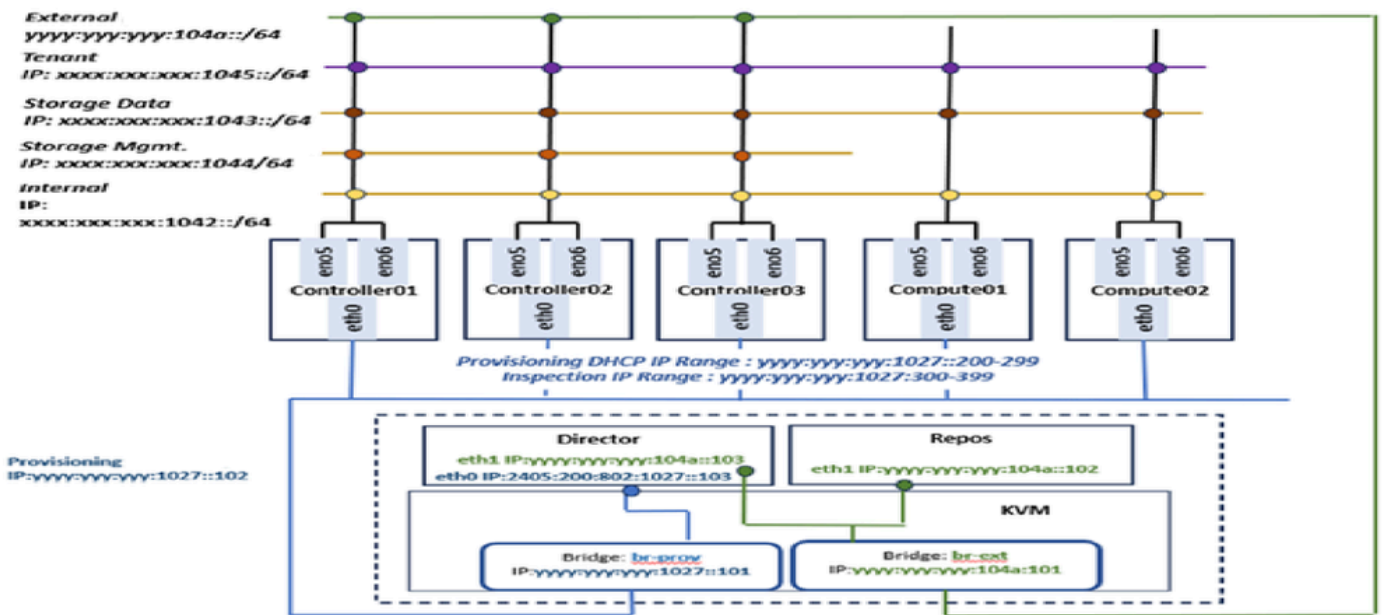 External
yyyy:yyy:yyy:104a::/64
Tenant
IP: xxxx:xxx:xxx:1045::/64
Storage Data
IP: xxxx:xxx:xxx:1043::/64
Storage Mgmt.
IP: xxxx:xxx:xxx:1044/64
Internal
IP:
xxxx:xxx:xxx:1042::/64
eno5 eno6 eno5 eno6 eno5 eno6 eno5 eno6 eno5 eno6
Controller01 Controller02 Controller03 Compute01 Compute02
eth0 eth0 eth0 eth0 eth0
Provisioning DHCP IP Range : yyyy:yyy:yyy:1027::200-299
Inspection IP Range : yyyy:yyy:yyy:1027:300-399
Director
eth1 IP:yyyy:yyy:yyy:104a::103
eth0 IP:2405:200:802:1027::103
Repos
eth1 IP:yyyy:yyy:yyy:104a::102
Provisioning
IP:yyyy:yyy:yyy:1027::102
KVM
Bridge: br-prov
IP:yyyy:yyy:yyy:1027::101
Bridge: br-ext
IP:yyyy:yyy:yyy:104a:101